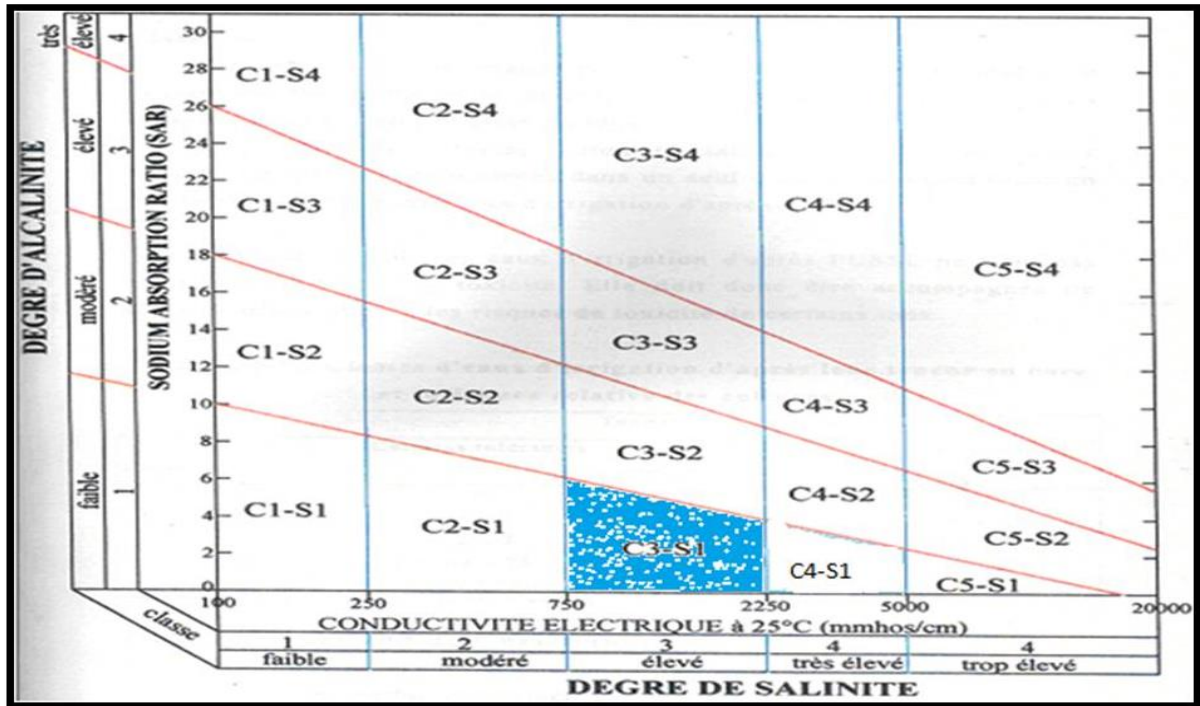 DEGRE D'ALCALINITE
très élevé
élevé
modéré
faible
4
3
2
1
classe
SODIUM ABSORPTION RATIO (SAR)
30
28
26
24
22
20
18
16
14
12
10
8
6
4
2
0
C1-S4
C2-S4
C3-S4
C4-S4
C5-S4
C1-S3
C2-S3
C3-S3
C4-S3
C5-S3
C1-S2
C2-S2
C3-S2
C4-S2
C5-S2
C1-S1
C2-S1
C3-S1
C4-S1
C5-S1
100 250 750 2250 5000 20000
CONDUCTIVITE ELECTRIQUE à 25°C (mmhos/cm)
1 2 3 4 4
faible modéré élevé très élevé trop élevé
DEGRE DE SALINITE